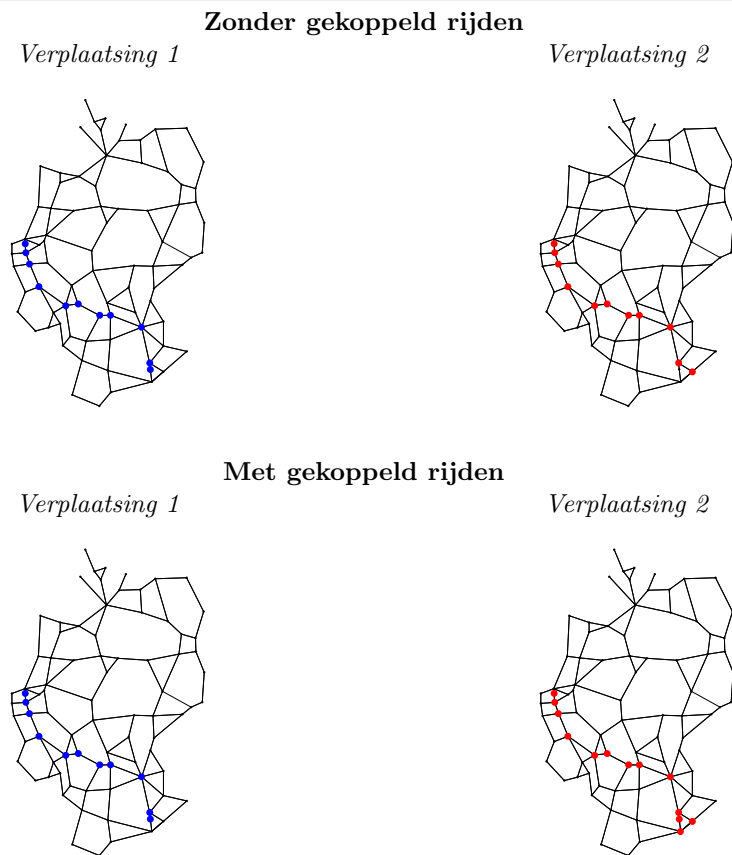 Zonder gekoppeld rijden
Verplaatsing 1 Verplaatsing 2
Met gekoppeld rijden
Verplaatsing 1 Verplaatsing 2